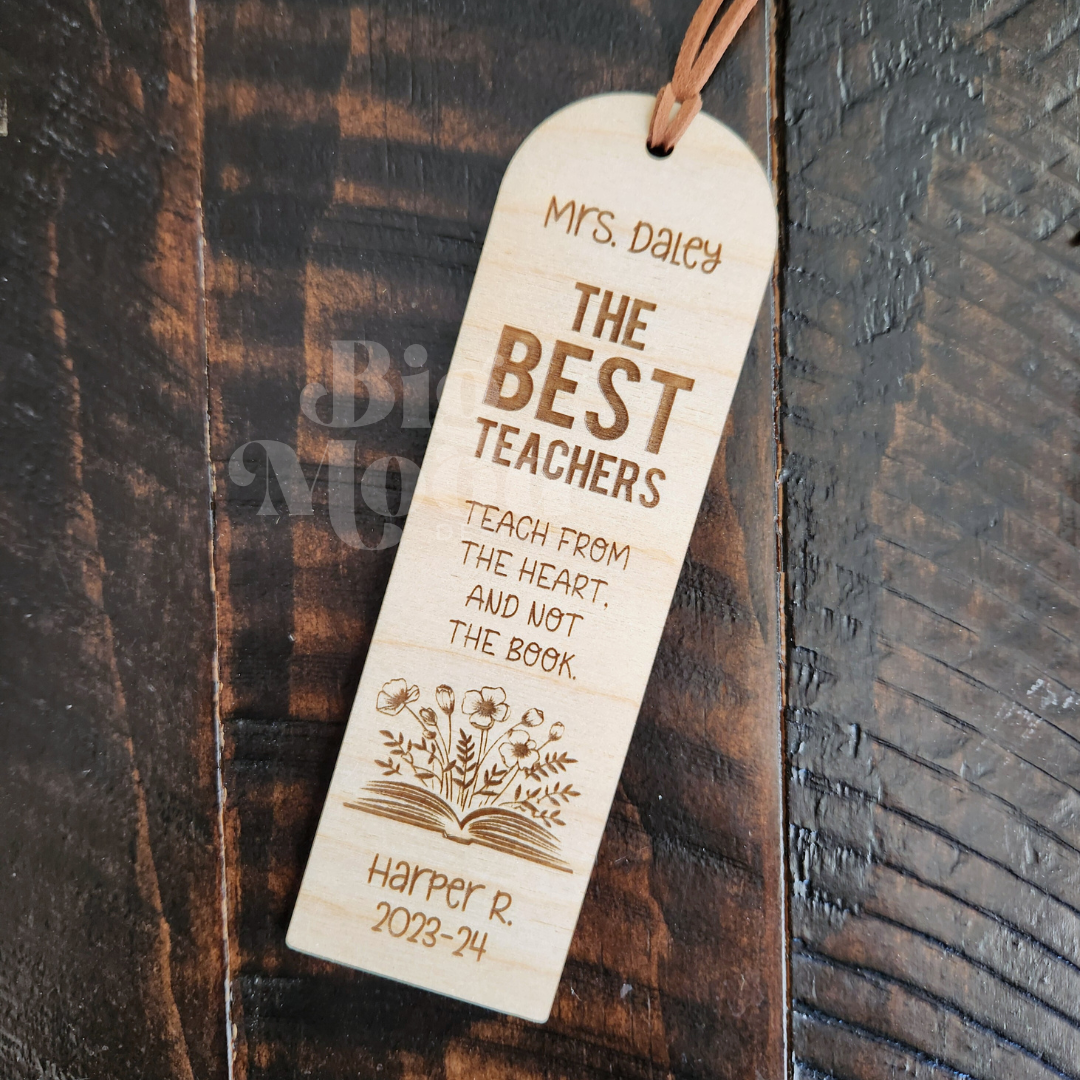 Mrs. Daley
THE
BEST
TEACHERS
TEACH FROM
THE HEART,
AND NOT
THE BOOK.
Harper R.
2023-24